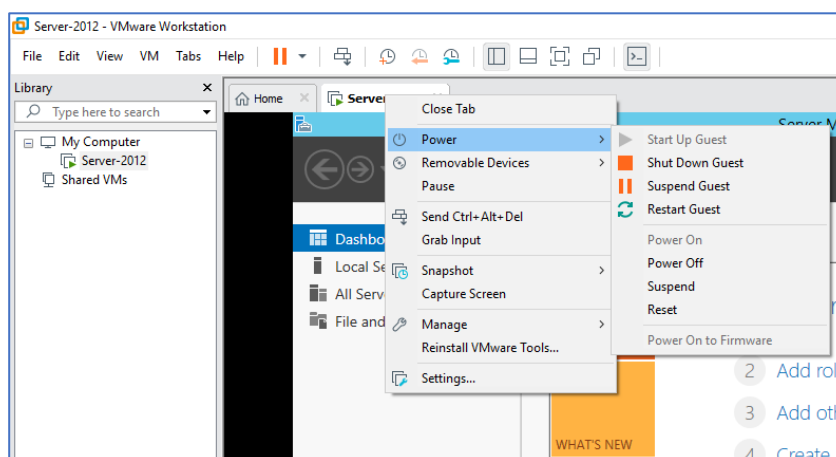 Server-2012 - VMware Workstation
File Edit View VM Tabs Help
Library
Type here to search
My Computer
Server-2012
Shared VMs
Home
Server
Server M
Dashbo
Local Se
All Serv
File and
Close Tab
Power
Removable Devices
Pause
Send Ctrl+Alt+Del
Grab Input
Snapshot
Capture Screen
Manage
Reinstall VMware Tools...
Settings...
Start Up Guest
Shut Down Guest
Suspend Guest
Restart Guest
Power On
Power Off
Suspend
Reset
Power On to Firmware
2 Add rol
3 Add oth
4 Create
WHAT'S NEW